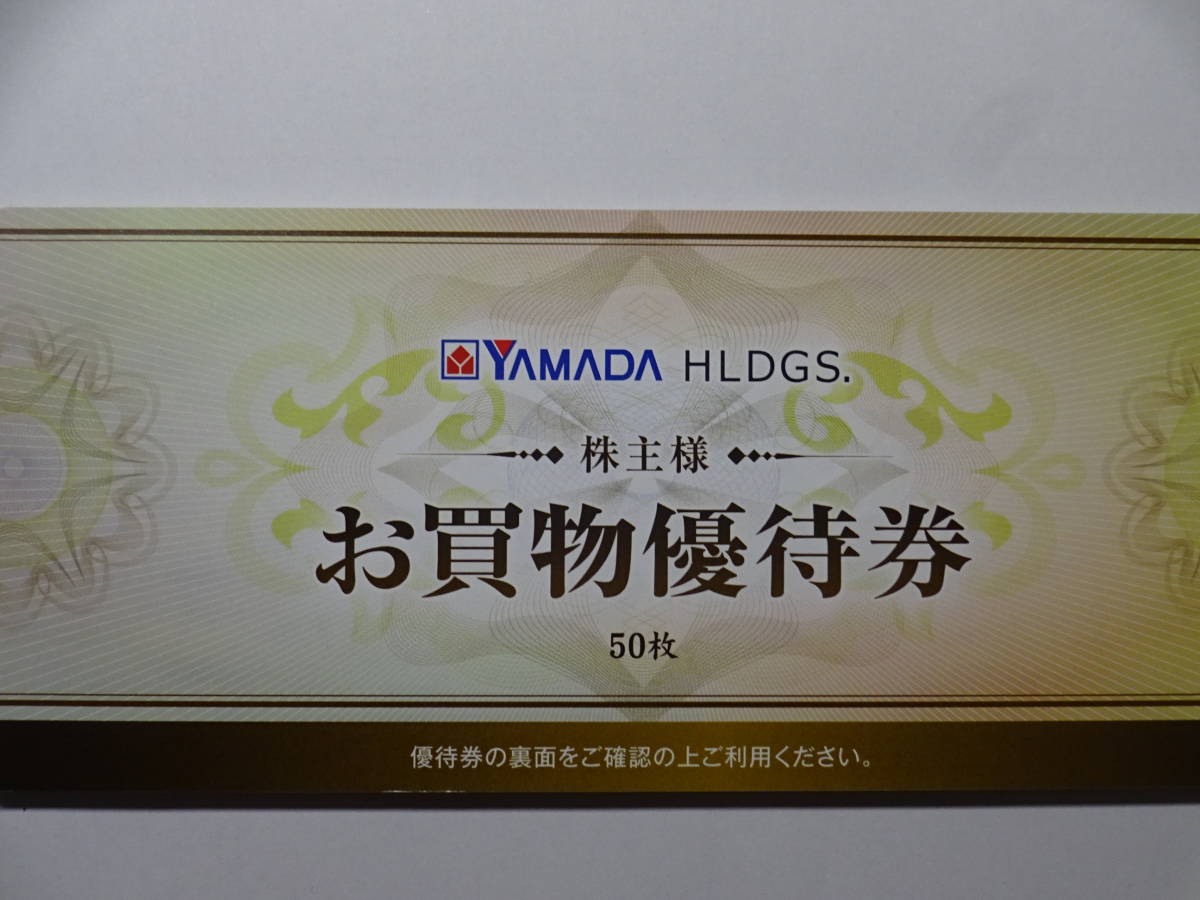 YAMADA HLDGS.
株主様
お買物優待券
50枚
優待券の裏面をご確認の上ご利用ください。